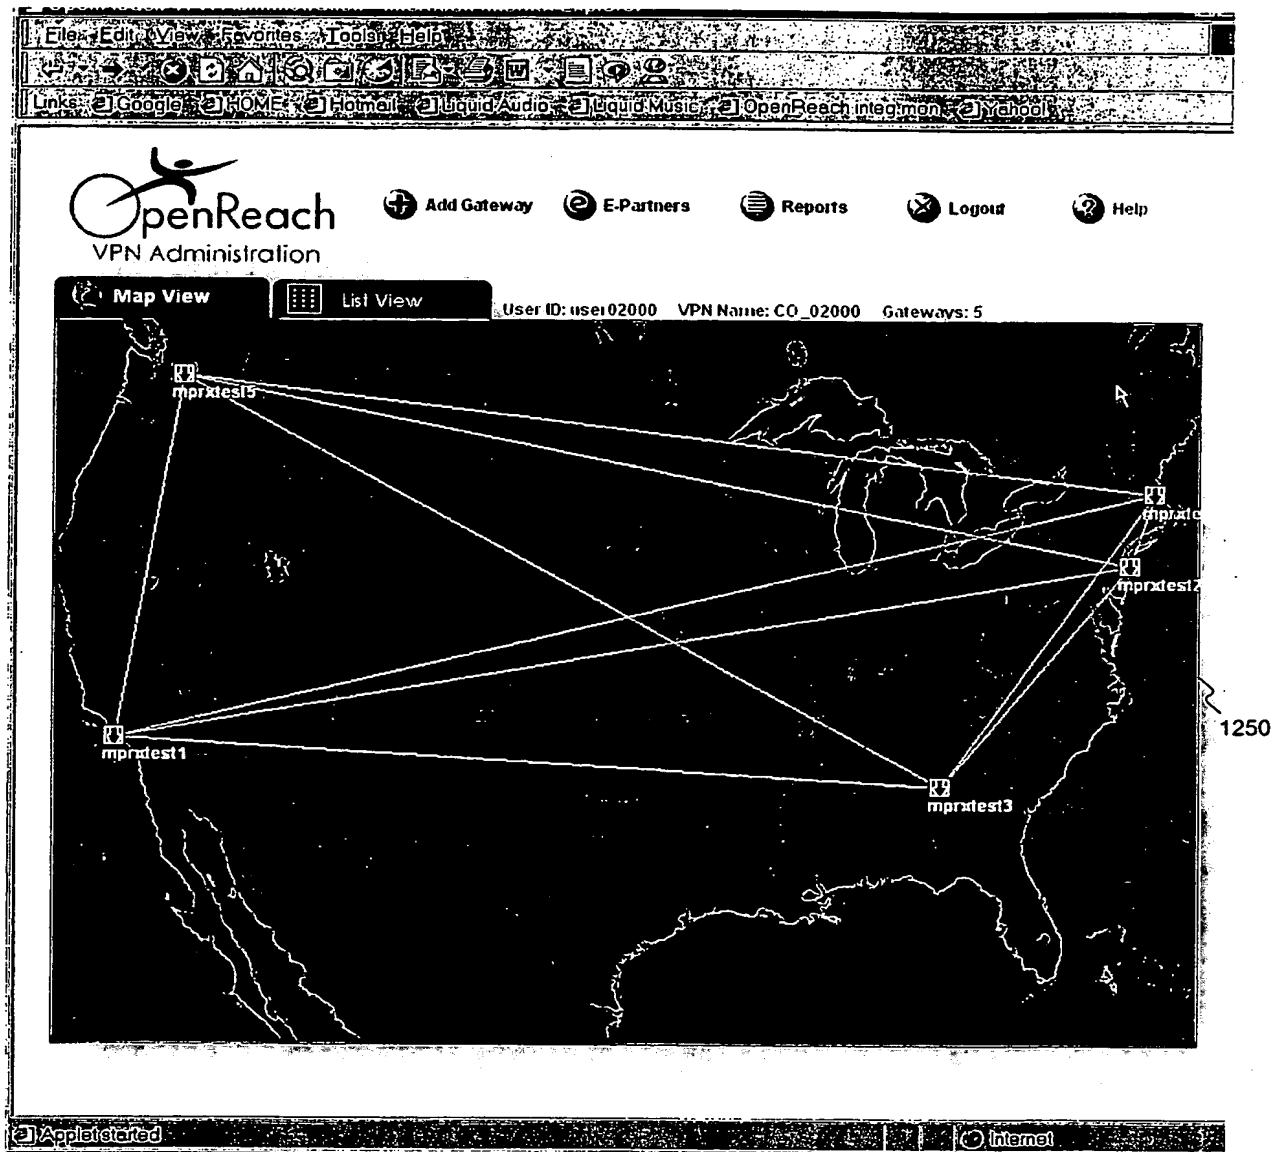 File Edit View Favorites Tools Help
Links Google HOME Hotmail Liquid Audio Liquid Music OpenReach integ mon Yahoo!
OpenReach
VPN Administration
Add Gateway E-Partners Reports Logout Help
Map View List View User ID: user02000 VPN Name: CO_02000 Gateways: 5
mprxtest5
mprxte
mprxtest2
mprxtest1
mprxtest3
1250
Applet started Internet